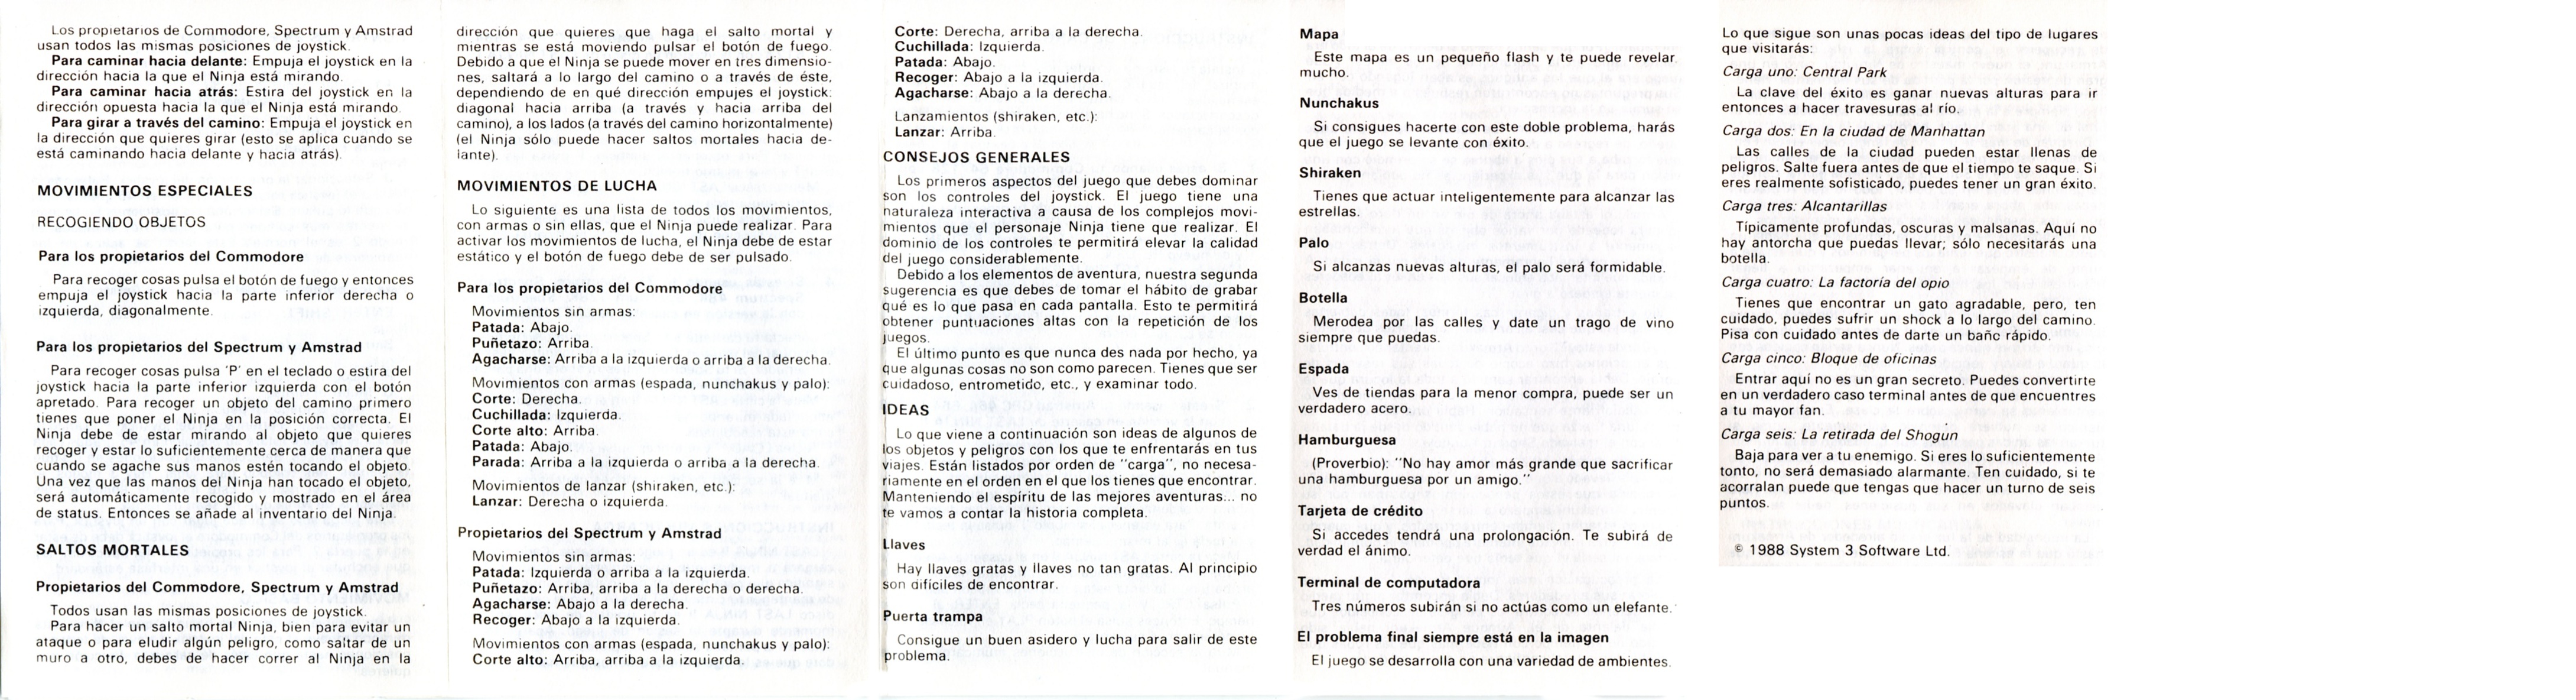 Los propietarios de Commodore, Spectrum y Amstrad
usan todos las mismas posiciones de joystick.
Para caminar hacia delante: Empuja el joystick en la
dirección hacia la que el Ninja está mirando.
Para caminar hacia atrás: Estira del joystick en la
dirección opuesta hacia la que el Ninja está mirando.
Para girar a través del camino: Empuja el joystick en
la dirección que quieres girar (esto se aplica cuando se
está caminando hacia delante y hacia atrás).
MOVIMIENTOS ESPECIALES
RECOGIENDO OBJETOS
Para los propietarios del Commodore
Para recoger cosas pulsa el botón de fuego y entonces
empuja el joystick hacia la parte inferior derecha o
izquierda, diagonalmente.
Para los propietarios del Spectrum y Amstrad
Para recoger cosas pulsa 'P' en el teclado o estira del
joystick hacia la parte inferior izquierda con el botón
apretado. Para recoger un objeto del camino primero
tienes que poner el Ninja en la posición correcta. El
Ninja debe de estar mirando al objeto que quieres
recoger y estar lo suficientemente cerca de manera que
cuando se agache sus manos estén tocando el objeto.
Una vez que las manos del Ninja han tocado el objeto,
será automáticamente recogido y mostrado en el área
de status. Entonces se añade al inventario del Ninja.
SALTOS MORTALES
Propietarios del Commodore, Spectrum y Amstrad
Todos usan las mismas posiciones de joystick.
Para hacer un salto mortal Ninja, bien para evitar un
ataque o para eludir algún peligro, como saltar de un
muro a otro, debes de hacer correr al Ninja en la
dirección que quieres que haga el salto mortal y
mientras se está moviendo pulsar el botón de fuego.
Debido a que el Ninja se puede mover en tres dimensio-
nes, saltará a lo largo del camino o a través de éste,
dependiendo de en qué dirección empujes el joystick:
diagonal hacia arriba (a través y hacia arriba del
camino), a los lados (a través del camino horizontalmente)
(el Ninja sólo puede hacer saltos mortales hacia de-
lante).
MOVIMIENTOS DE LUCHA
Lo siguiente es una lista de todos los movimientos,
con armas o sin ellas, que el Ninja puede realizar. Para
activar los movimientos de lucha, el Ninja debe de estar
estático y el botón de fuego debe de ser pulsado.
Para los propietarios del Commodore
Movimientos sin armas:
Patada: Abajo.
Puñetazo: Arriba.
Agacharse: Arriba a la izquierda o arriba a la derecha.
Movimientos con armas (espada, nunchakus y palo):
Corte: Derecha.
Cuchillada: Izquierda.
Corte alto: Arriba.
Patada: Abajo.
Parada: Arriba a la izquierda o arriba a la derecha.
Movimientos de lanzar (shiraken, etc.):
Lanzar: Derecha o izquierda.
Propietarios del Spectrum y Amstrad
Movimientos sin armas:
Patada: Izquierda o arriba a la izquierda.
Puñetazo: Arriba, arriba a la derecha o derecha.
Agacharse: Abajo a la derecha.
Recoger: Abajo a la izquierda.
Movimientos con armas (espada, nunchakus y palo):
Corte alto: Arriba, arriba a la izquierda.
Corte: Derecha, arriba a la derecha.
Cuchillada: Izquierda.
Patada: Abajo.
Recoger: Abajo a la izquierda.
Agacharse: Abajo a la derecha.
Lanzamientos (shiraken, etc.):
Lanzar: Arriba.
CONSEJOS GENERALES
Los primeros aspectos del juego que debes dominar
son los controles del joystick. El juego tiene una
naturaleza interactiva a causa de los complejos movi-
mientos que el personaje Ninja tiene que realizar. El
dominio de los controles te permitirá elevar la calidad
del juego considerablemente.
Debido a los elementos de aventura, nuestra segunda
sugerencia es que debes de tomar el hábito de grabar
qué es lo que pasa en cada pantalla. Esto te permitirá
obtener puntuaciones altas con la repetición de los
juegos.
El último punto es que nunca des nada por hecho, ya
que algunas cosas no son como parecen. Tienes que ser
cuidadoso, entrometido, etc., y examinar todo.
IDEAS
Lo que viene a continuación son ideas de algunos de
los objetos y peligros con los que te enfrentarás en tus
viajes. Están listados por orden de "carga", no necesa-
riamente en el orden en el que los tienes que encontrar.
Manteniendo el espíritu de las mejores aventuras... no
te vamos a contar la historia completa.
Llaves
Hay llaves gratas y llaves no tan gratas. Al principio
son difíciles de encontrar.
Puerta trampa
Consigue un buen asidero y lucha para salir de este
problema.
Mapa
Este mapa es un pequeño flash y te puede revelar
mucho.
Nunchakus
Si consigues hacerte con este doble problema, harás
que el juego se levante con éxito.
Shiraken
Tienes que actuar inteligentemente para alcanzar las
estrellas.
Palo
Si alcanzas nuevas alturas, el palo será formidable.
Botella
Merodea por las calles y date un trago de vino
siempre que puedas.
Espada
Ves de tiendas para la menor compra, puede ser un
verdadero acero.
Hamburguesa
(Proverbio): "No hay amor más grande que sacrificar
una hamburguesa por un amigo."
Tarjeta de crédito
Si accedes tendrá una prolongación. Te subirá de
verdad el ánimo.
Terminal de computadora
Tres números subirán si no actúas como un elefante.
El problema final siempre está en la imagen
El juego se desarrolla con una variedad de ambientes.
Lo que sigue son unas pocas ideas del tipo de lugares
que visitarás:
Carga uno: Central Park
La clave del éxito es ganar nuevas alturas para ir
entonces a hacer travesuras al río.
Carga dos: En la ciudad de Manhattan
Las calles de la ciudad pueden estar llenas de
peligros. Salte fuera antes de que el tiempo te saque. Si
eres realmente sofisticado, puedes tener un gran éxito.
Carga tres: Alcantarillas
Típicamente profundas, oscuras y malsanas. Aquí no
hay antorcha que puedas llevar; sólo necesitarás una
botella.
Carga cuatro: La factoría del opio
Tienes que encontrar un gato agradable, pero, ten
cuidado, puedes sufrir un shock a lo largo del camino.
Pisa con cuidado antes de darte un baño rápido.
Carga cinco: Bloque de oficinas
Entrar aquí no es un gran secreto. Puedes convertirte
en un verdadero caso terminal antes de que encuentres
a tu mayor fan.
Carga seis: La retirada del Shogun
Baja para ver a tu enemigo. Si eres lo suficientemente
tonto, no será demasiado alarmante. Ten cuidado, si te
acorralan puede que tengas que hacer un turno de seis
puntos.
© 1988 System 3 Software Ltd.